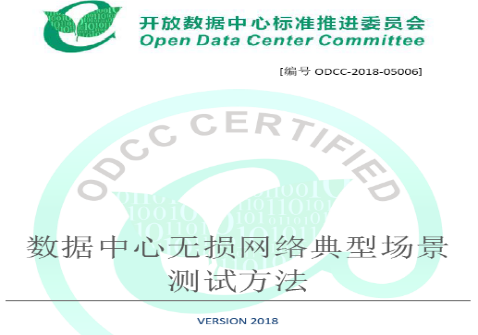 开放数据中心标准推进委员会
Open Data Center Committee
[编号 ODCC-2018-05006]
ODCC CERTIFIED
数据中心无损网络典型场景
测试方法
VERSION 2018